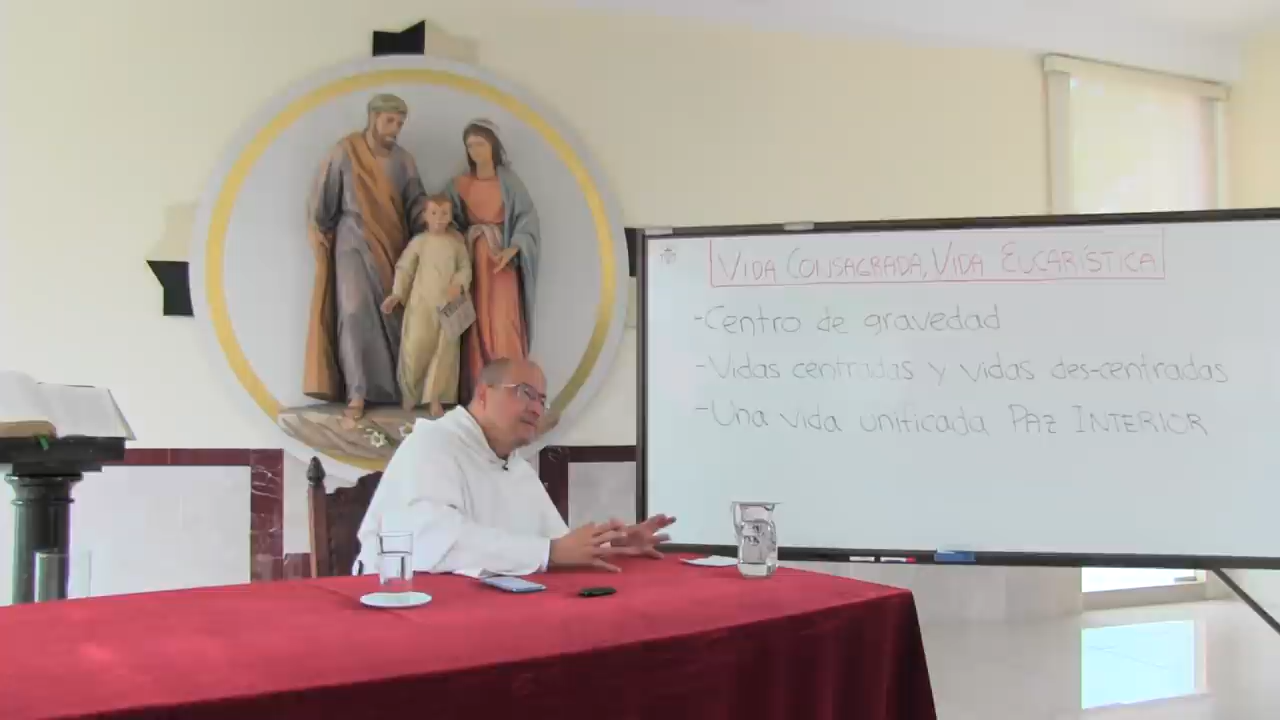 VIDA CONSAGRADA, VIDA EUCARÍSTICA
-Centro de gravedad
-Vidas centradas y vidas des-centradas
-Una vida unificada PAZ INTERIOR